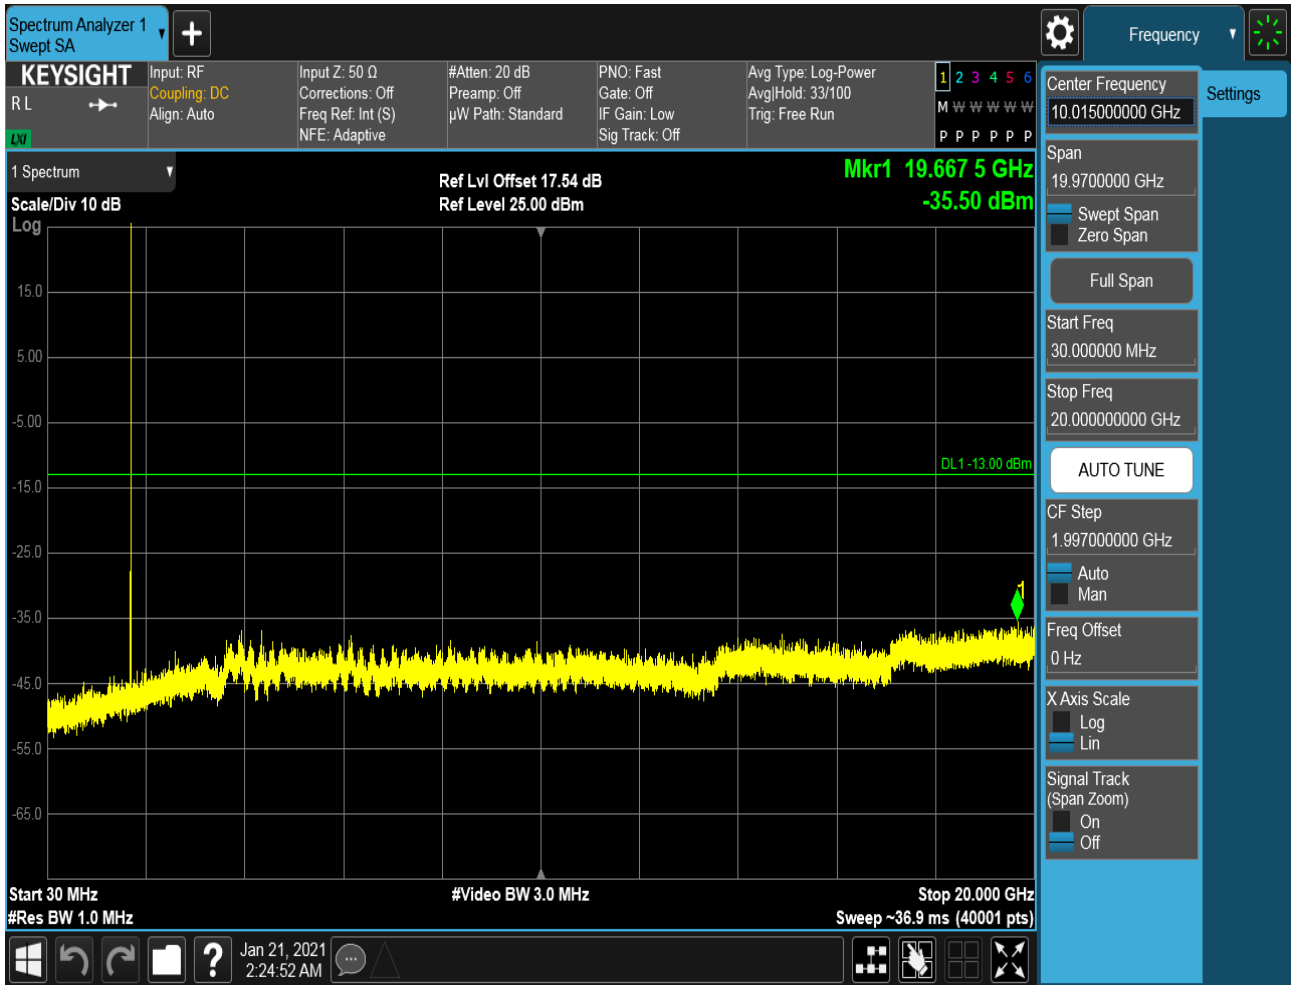 Spectrum Analyzer 1
Swept SA
Frequency
KEYSIGHT
R L
LXI
Input: RF
Coupling: DC
Align: Auto
Input Z: 50 Ω
Corrections: Off
Freq Ref: Int (S)
NFE: Adaptive
#Atten: 20 dB
Preamp: Off
µW Path: Standard
PNO: Fast
Gate: Off
IF Gain: Low
Sig Track: Off
Avg Type: Log-Power
Avg|Hold: 33/100
Trig: Free Run
1 2 3 4 5 6
M W W W W W
P P P P P P
1 Spectrum
Scale/Div 10 dB
Log
Ref Lvl Offset 17.54 dB
Ref Level 25.00 dBm
Mkr1 19.667 5 GHz
-35.50 dBm
15.0
5.00
-5.00
DL1 -13.00 dBm
-15.0
-25.0
1
-35.0
-45.0
-55.0
-65.0
Start 30 MHz
#Video BW 3.0 MHz
Stop 20.000 GHz
#Res BW 1.0 MHz
Sweep ~36.9 ms (40001 pts)
?
Jan 21, 2021
2:24:52 AM
Center Frequency
10.015000000 GHz
Settings
Span
19.9700000 GHz
Swept Span
Zero Span
Full Span
Start Freq
30.000000 MHz
Stop Freq
20.000000000 GHz
AUTO TUNE
CF Step
1.997000000 GHz
Auto
Man
Freq Offset
0 Hz
X Axis Scale
Log
Lin
Signal Track
(Span Zoom)
On
Off